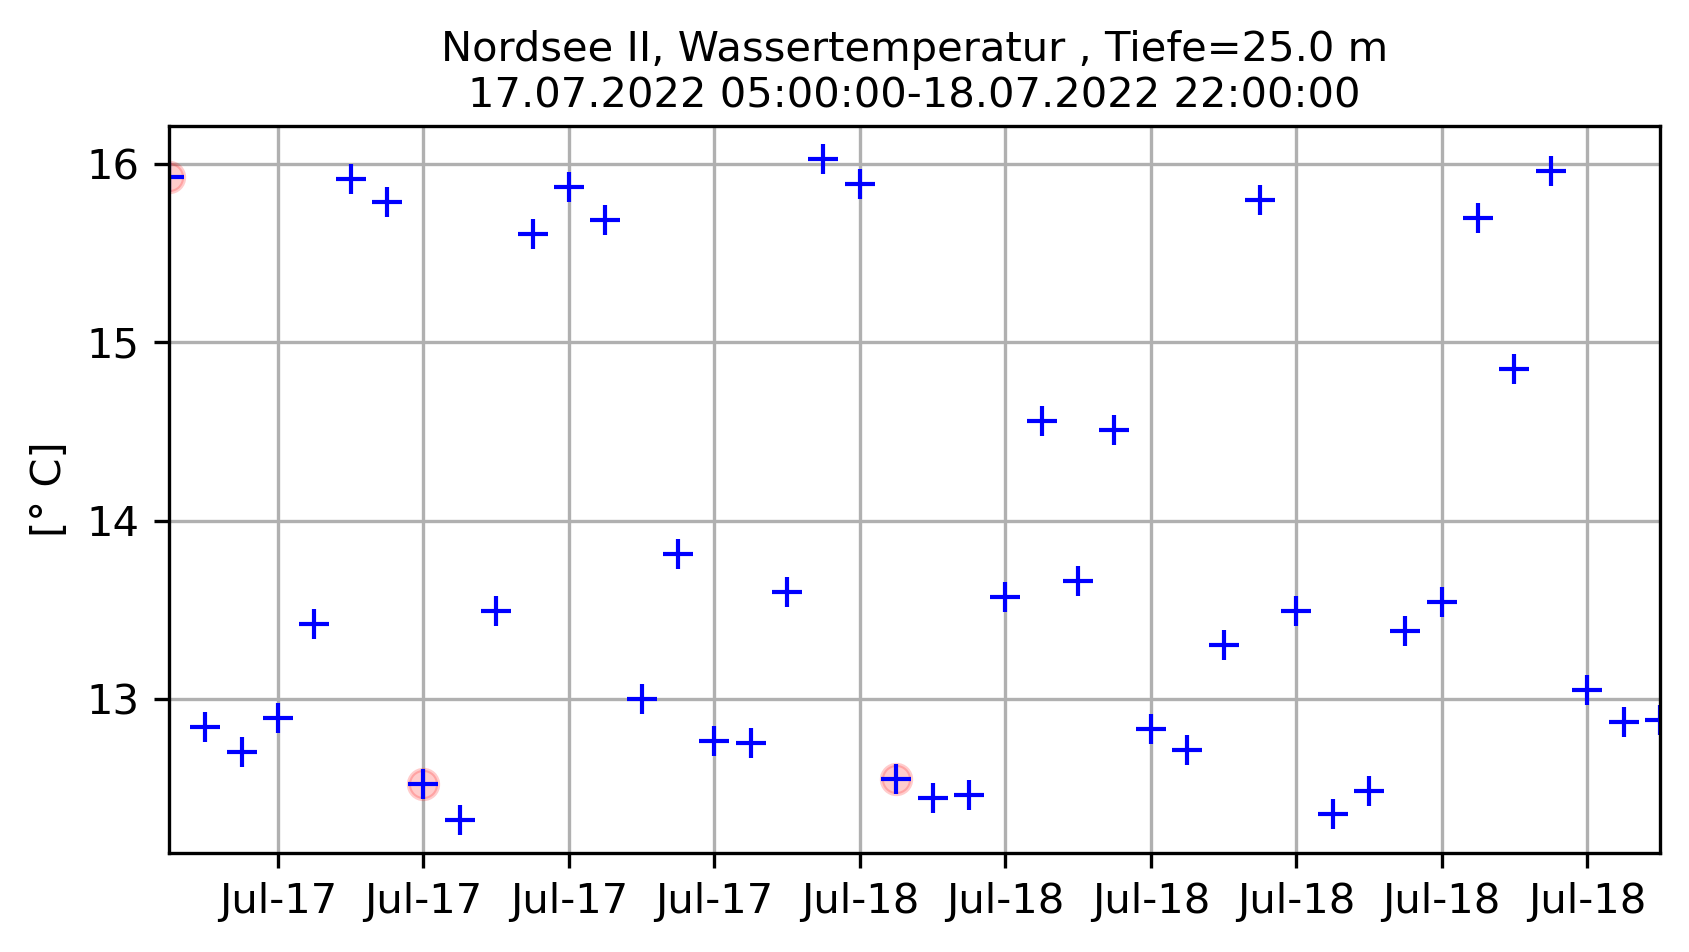 Nordsee II, Wassertemperatur , Tiefe=25.0 m
17.07.2022 05:00:00-18.07.2022 22:00:00
16
15
14
13
[° C]
Jul-17 Jul-17 Jul-17 Jul-17 Jul-18 Jul-18 Jul-18 Jul-18 Jul-18 Jul-18